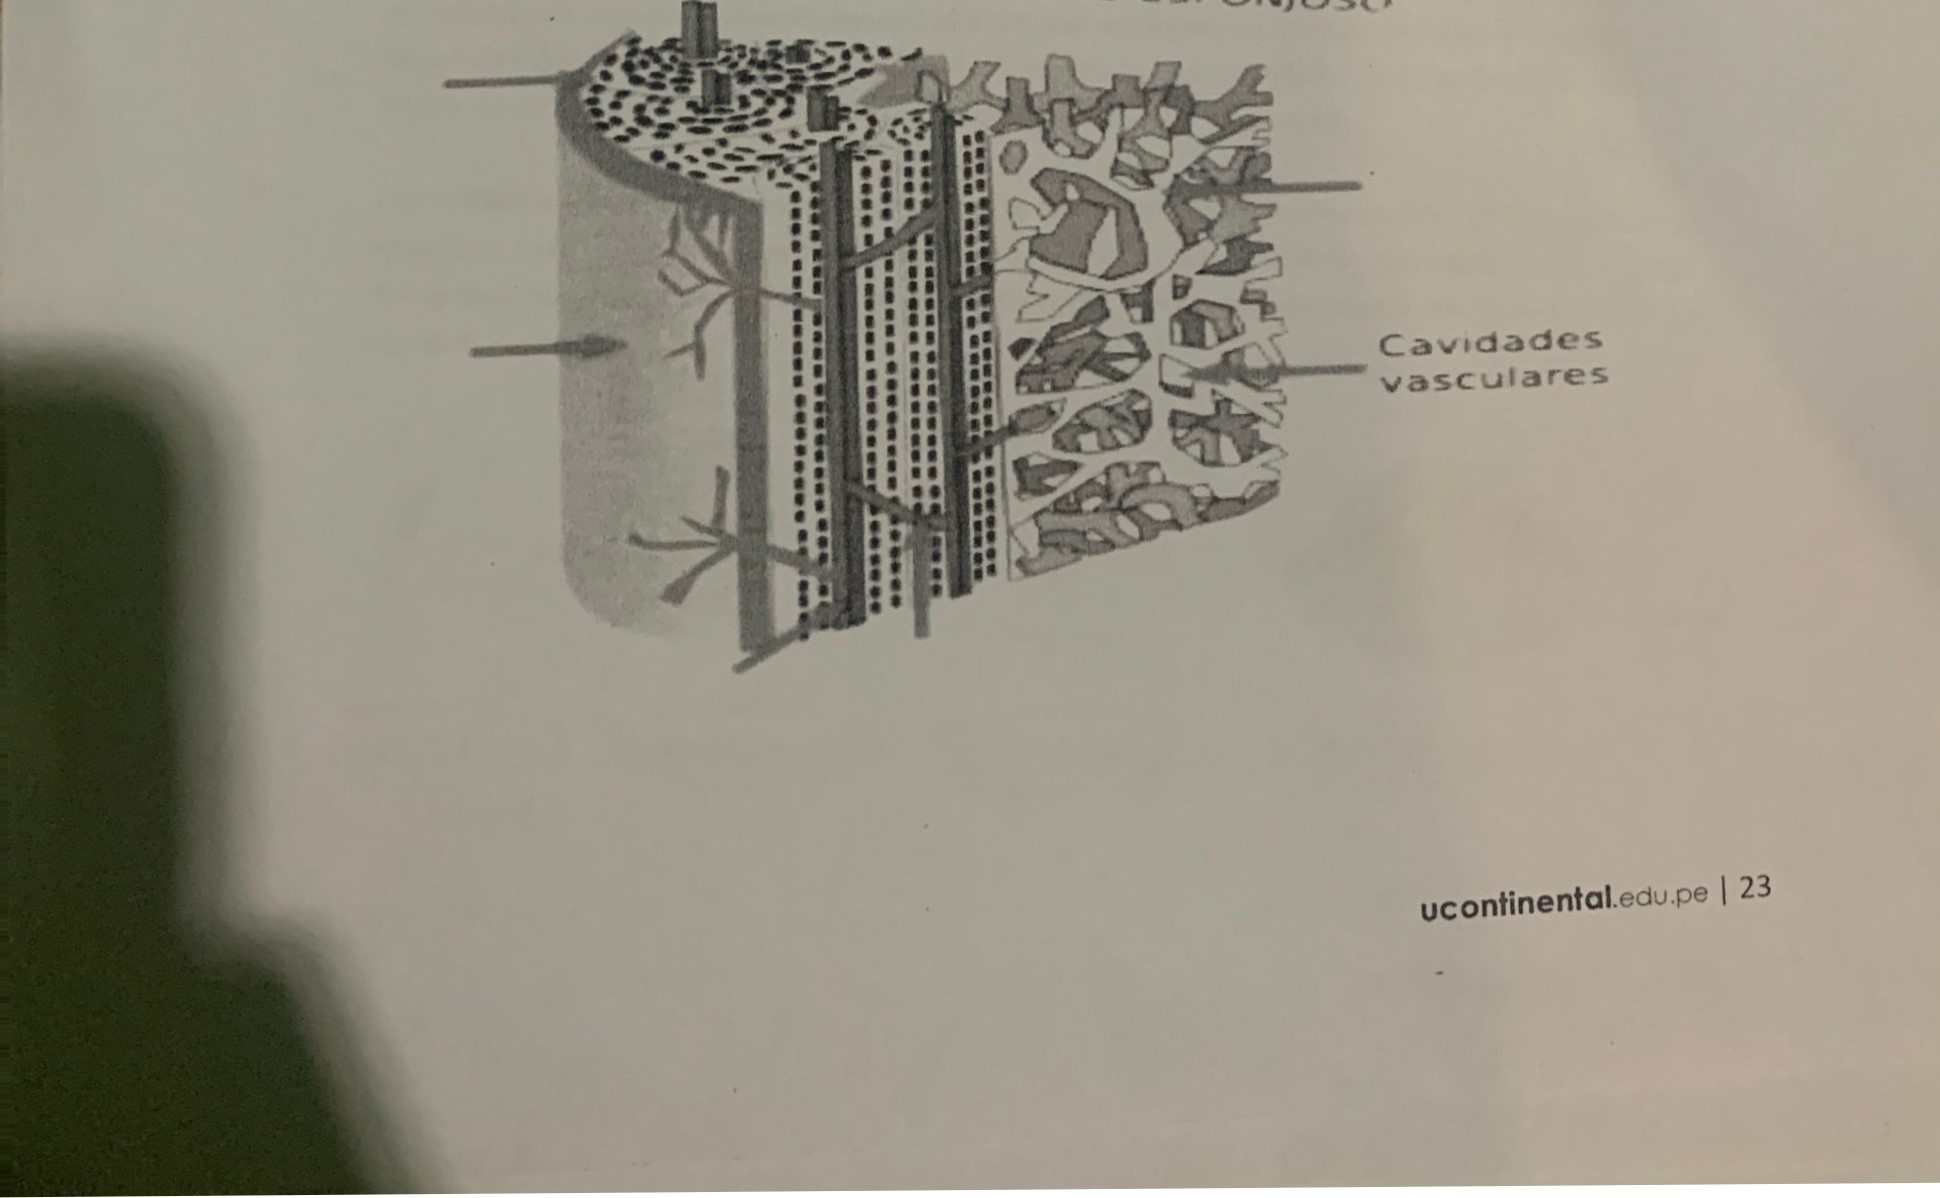 Cavidades
vasculares
ucontinental.edu.pe | 23